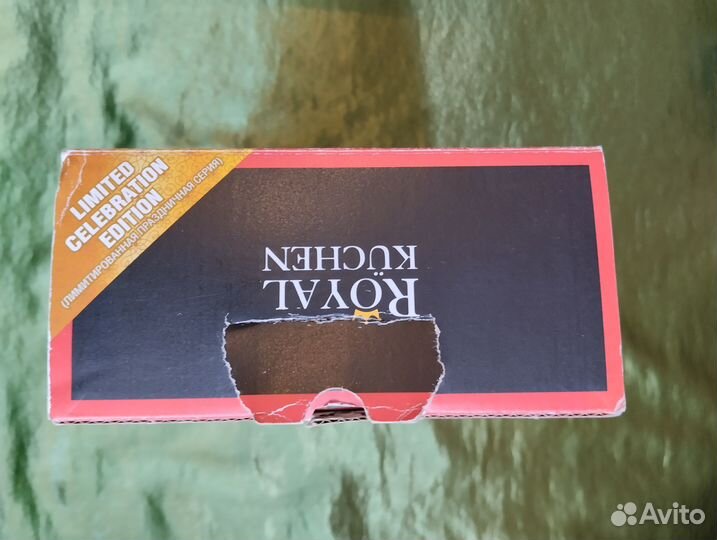 LIMITED
CELEBRATION
EDITION
(ЛИМИТИРОВАННАЯ ПРАЗДНИЧНАЯ СЕРИЯ)
RÖYAL
KÜCHEN
Avito